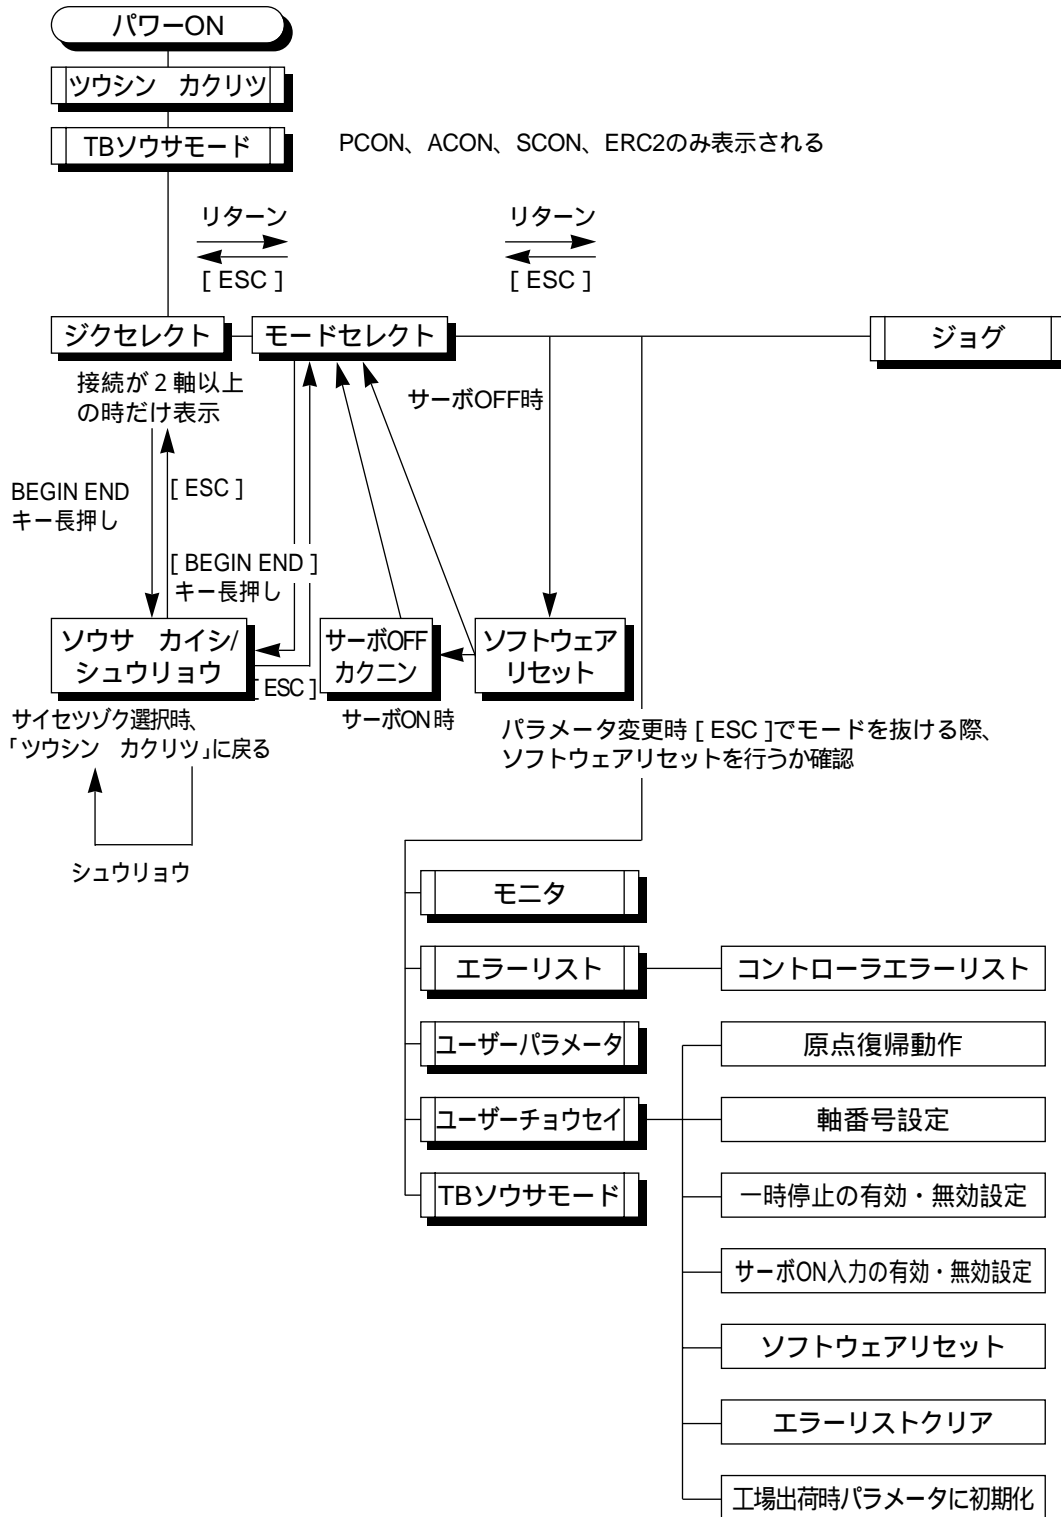 パワーON
ツウシン　カクリツ
TBソウサモード
PCON、ACON、SCON、ERC2のみ表示される
リターン
[ ESC ]
リターン
[ ESC ]
ジクセレクト
モードセレクト
ジョグ
接続が２軸以上
の時だけ表示
サーボOFF時
BEGIN END
キー長押し
[ ESC ]
[ BEGIN END ]
キー長押し
ソウサ　カイシ/
シュウリョウ
[ ESC ]
サーボOFF
カクニン
ソフトウェア
リセット
サイセツゾク選択時、
「ツウシン　カクリツ」に戻る
サーボON時
パラメータ変更時 [ ESC ]でモードを抜ける際、
ソフトウェアリセットを行うか確認
シュウリョウ
モニタ
エラーリスト
コントローラエラーリスト
ユーザーパラメータ
原点復帰動作
ユーザーチョウセイ
軸番号設定
TBソウサモード
一時停止の有効・無効設定
サーボON入力の有効・無効設定
ソフトウェアリセット
エラーリストクリア
工場出荷時パラメータに初期化